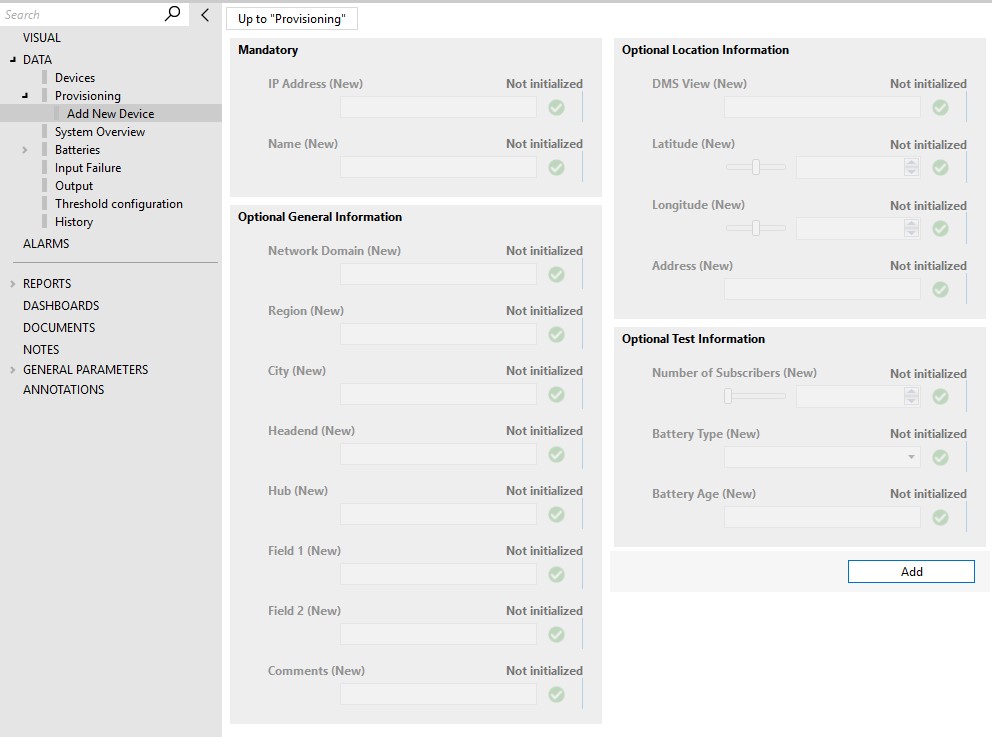 Search
VISUAL
DATA
Devices
Provisioning
Add New Device
System Overview
Batteries
Input Failure
Output
Threshold configuration
History
ALARMS
REPORTS
DASHBOARDS
DOCUMENTS
NOTES
GENERAL PARAMETERS
ANNOTATIONS
Up to "Provisioning"
Mandatory
IP Address (New) Not initialized
Name (New) Not initialized
Optional General Information
Network Domain (New) Not initialized
Region (New) Not initialized
City (New) Not initialized
Headend (New) Not initialized
Hub (New) Not initialized
Field 1 (New) Not initialized
Field 2 (New) Not initialized
Comments (New) Not initialized
Optional Location Information
DMS View (New) Not initialized
Latitude (New) Not initialized
Longitude (New) Not initialized
Address (New) Not initialized
Optional Test Information
Number of Subscribers (New) Not initialized
Battery Type (New) Not initialized
Battery Age (New) Not initialized
Add